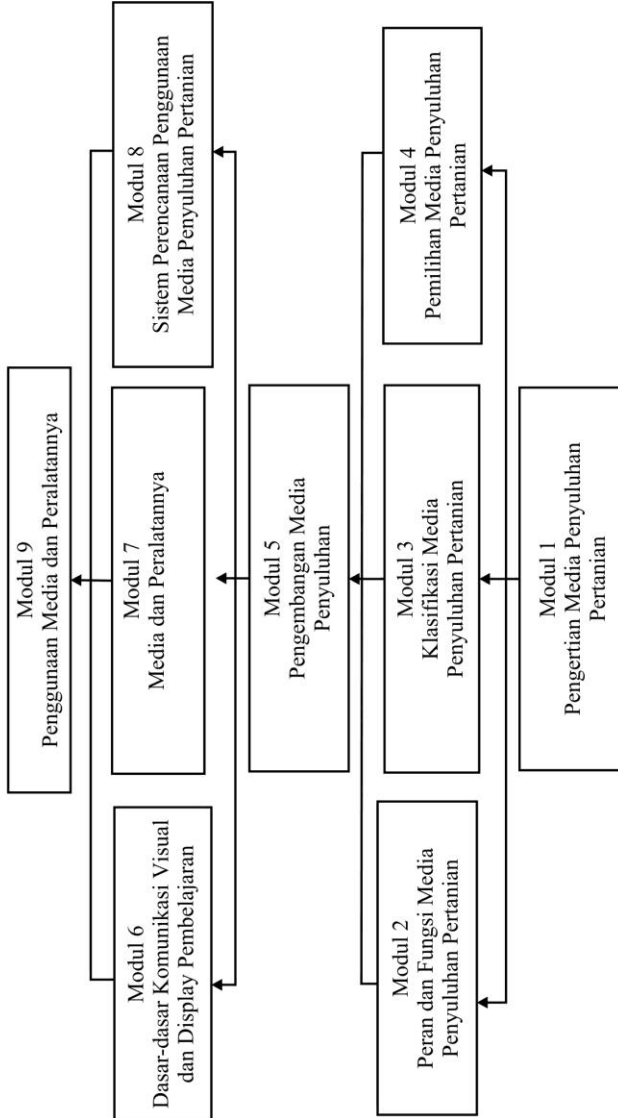 Modul 9
Penggunaan Media dan Peralatannya
Modul 6
Dasar-dasar Komunikasi Visual
dan Display Pembelajaran
Modul 7
Media dan Peralatannya
Modul 8
Sistem Perencanaan Penggunaan
Media Penyuluhan Pertanian
Modul 5
Pengembangan Media
Penyuluhan
Modul 2
Peran dan Fungsi Media
Penyuluhan Pertanian
Modul 3
Klasifikasi Media
Penyuluhan Pertanian
Modul 4
Pemilihan Media Penyuluhan
Pertanian
Modul 1
Pengertian Media Penyuluhan
Pertanian